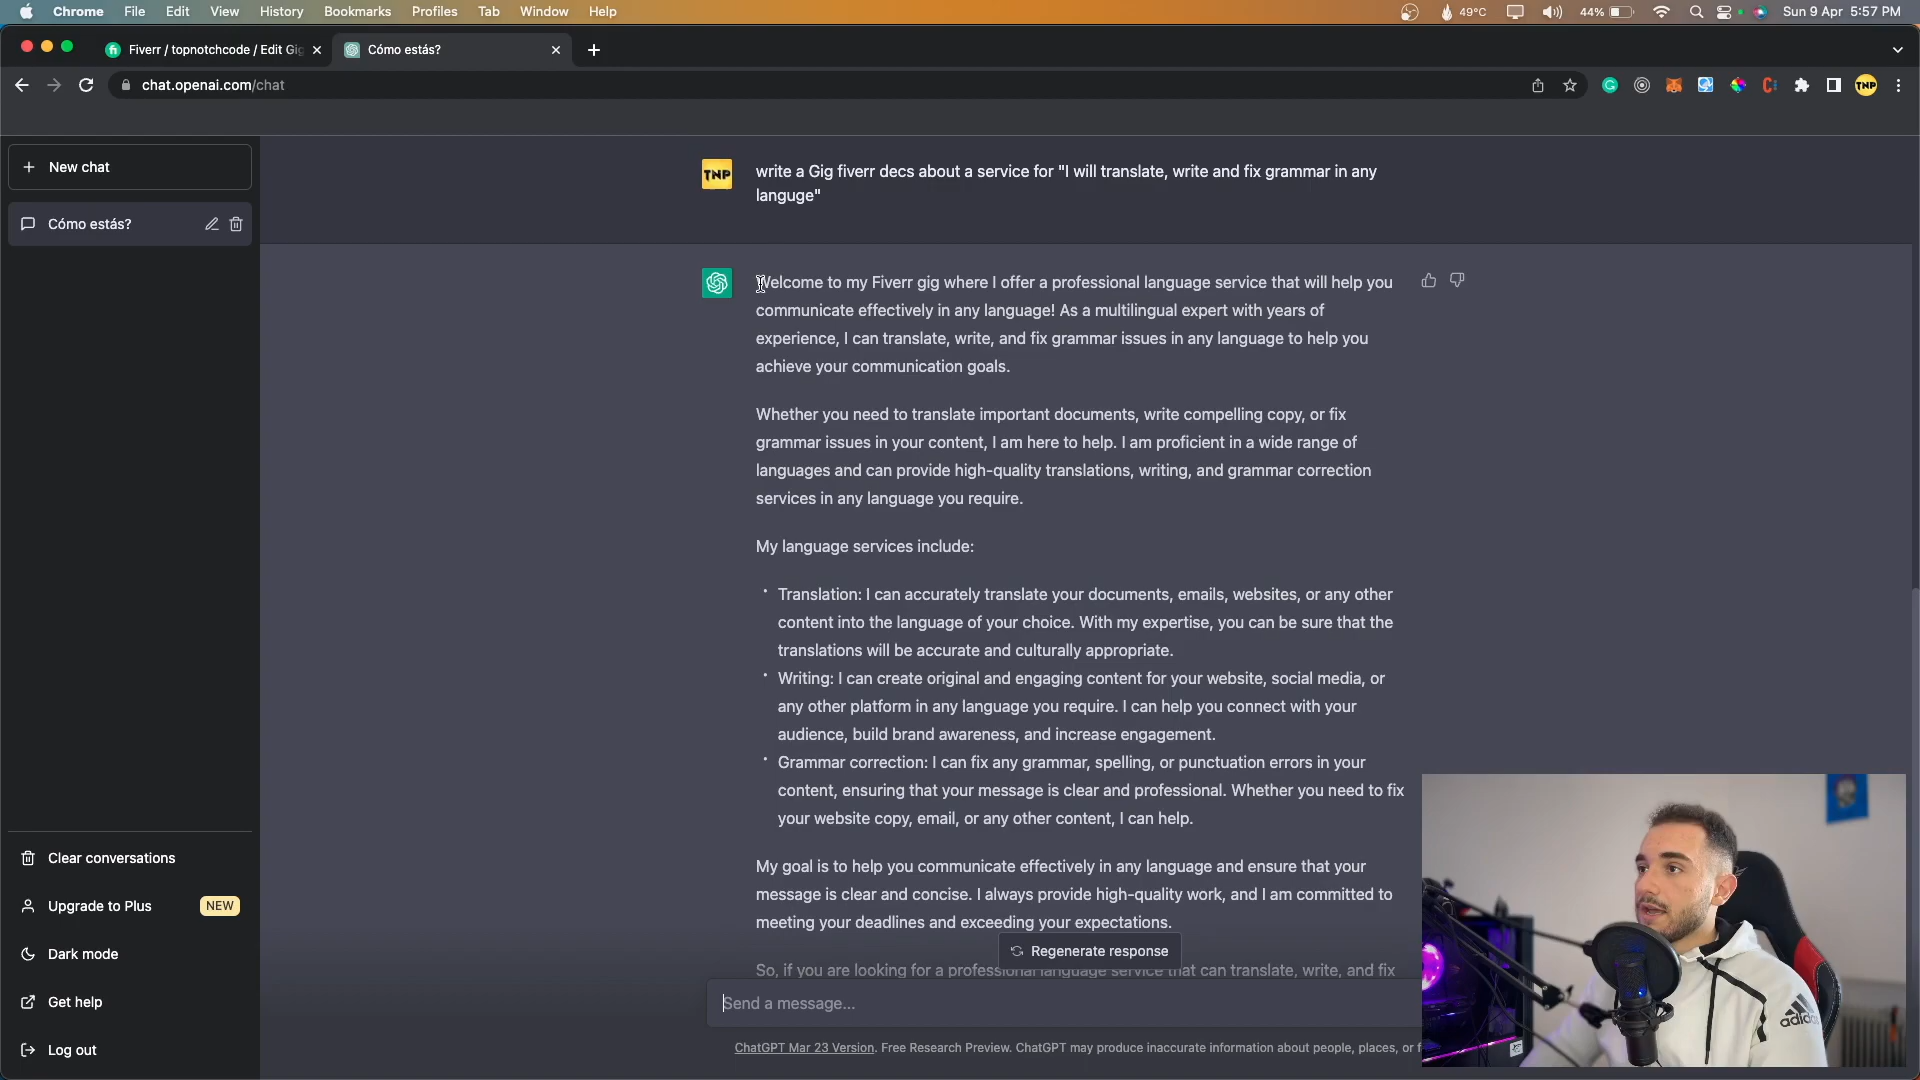 Chrome File Edit View History Bookmarks Profiles Tab Window Help 49°C 44% Sun 9 Apr 5:57 PM
Fiverr / topnotchcode / Edit Gig
Cómo estás?
chat.openai.com/chat
TNP
New chat
Cómo estás?
TNP
write a Gig fiverr decs about a service for "I will translate, write and fix grammar in any
languge"
Welcome to my Fiverr gig where I offer a professional language service that will help you
communicate effectively in any language! As a multilingual expert with years of
experience, I can translate, write, and fix grammar issues in any language to help you
achieve your communication goals.
Whether you need to translate important documents, write compelling copy, or fix
grammar issues in your content, I am here to help. I am proficient in a wide range of
languages and can provide high-quality translations, writing, and grammar correction
services in any language you require.
My language services include:
• Translation: I can accurately translate your documents, emails, websites, or any other
content into the language of your choice. With my expertise, you can be sure that the
translations will be accurate and culturally appropriate.
• Writing: I can create original and engaging content for your website, social media, or
any other platform in any language you require. I can help you connect with your
audience, build brand awareness, and increase engagement.
• Grammar correction: I can fix any grammar, spelling, or punctuation errors in your
content, ensuring that your message is clear and professional. Whether you need to fix
your website copy, email, or any other content, I can help.
My goal is to help you communicate effectively in any language and ensure that your
message is clear and concise. I always provide high-quality work, and I am committed to
meeting your deadlines and exceeding your expectations.
Regenerate response
So, if you are looking for a professional language service that can translate, write, and fix
Send a message...
ChatGPT Mar 23 Version. Free Research Preview. ChatGPT may produce inaccurate information about people, places, or f
Clear conversations
Upgrade to Plus NEW
Dark mode
Get help
Log out
adidas